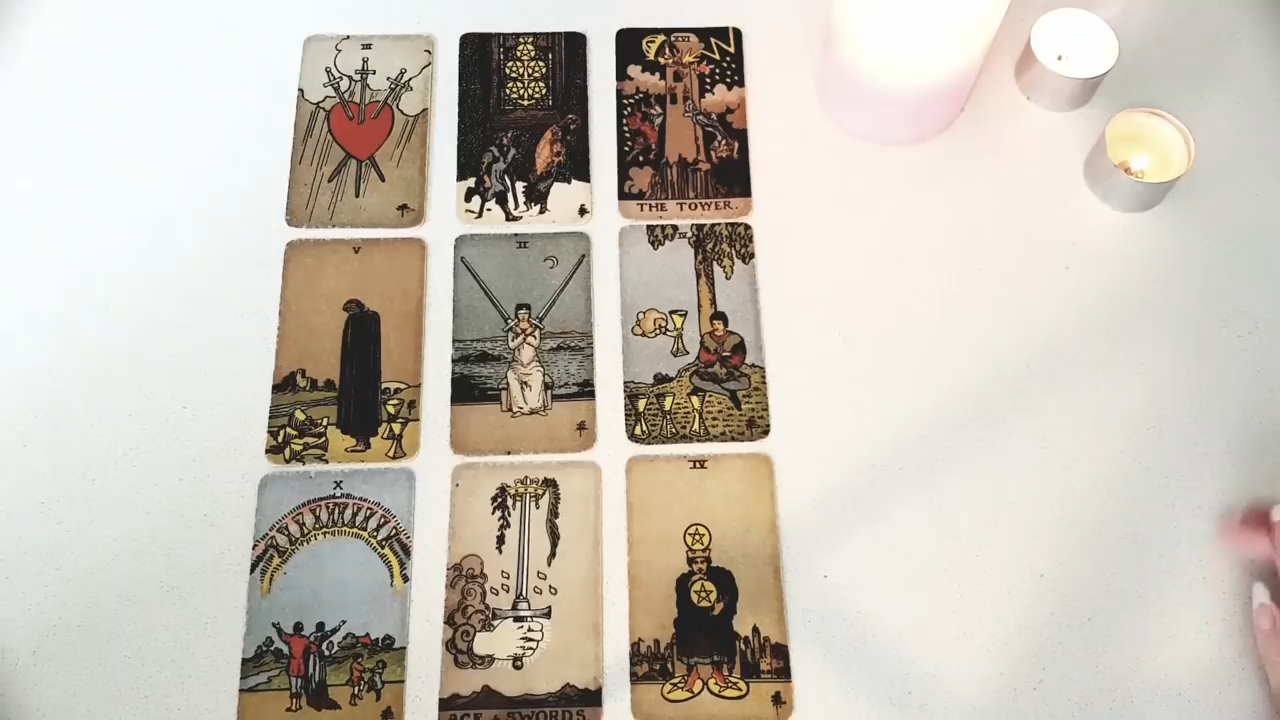 III
XVI
THE TOWER.
V
II
IV
X
IV
ACE of SWORDS.